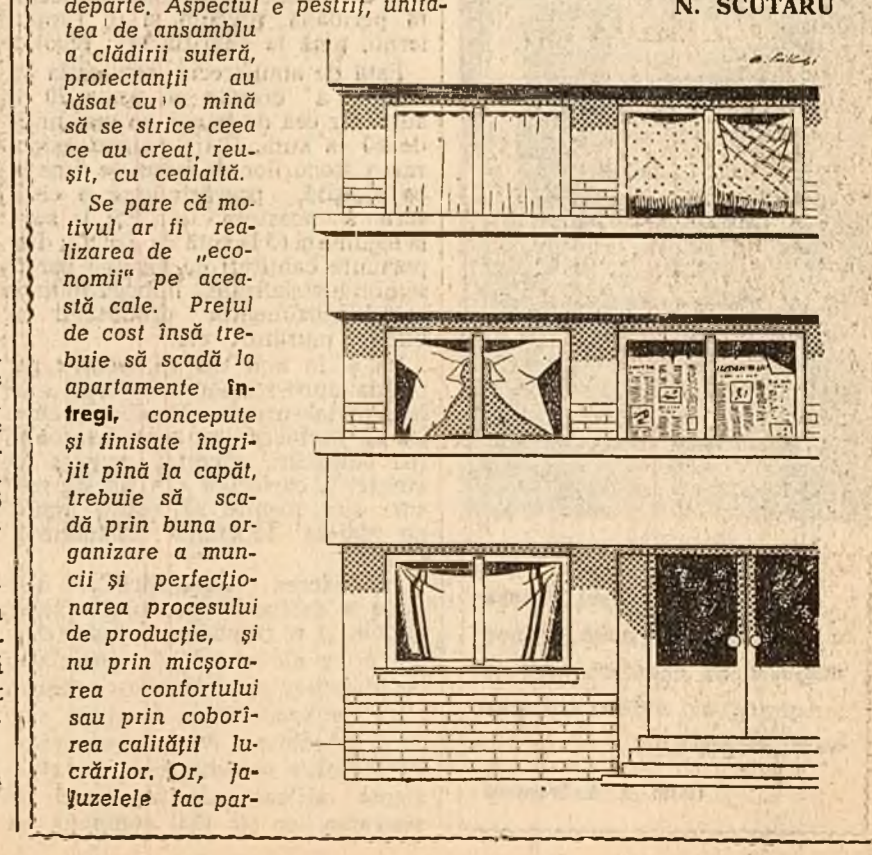 departe. Aspectul e pestriț, unita-
tea de ansamblu
a clădirii suferă,
proiectanții au
lăsat cu o mînă
să se strice ceea
ce au creat, reu-
șit, cu cealaltă.
Se pare că mo-
tivul ar fi rea-
lizarea de „eco-
nomii“ pe acea-
stă cale. Prețul
de cost însă tre-
buie să scadă la
apartamente în-
tregi, concepute
și finisate îngri-
jit pînă la capăt,
trebuie să sca-
dă prin buna or-
ganizare a mun-
cii și perfecțio-
narea procesului
de producție, și
nu prin micșora-
rea confortului
sau prin coborî-
rea calității lu-
crărilor. Or, ja-
luzelele fac par-
N. SCUTARU